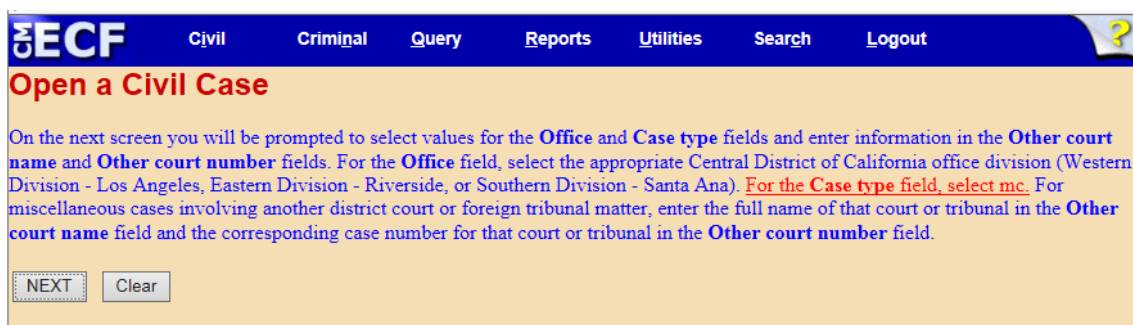 CM ECF Civil Criminal Query Reports Utilities Search Logout ?
Open a Civil Case
On the next screen you will be prompted to select values for the Office and Case type fields and enter information in the Other court
name and Other court number fields. For the Office field, select the appropriate Central District of California office division (Western
Division - Los Angeles, Eastern Division - Riverside, or Southern Division - Santa Ana). For the Case type field, select mc. For
miscellaneous cases involving another district court or foreign tribunal matter, enter the full name of that court or tribunal in the Other
court name field and the corresponding case number for that court or tribunal in the Other court number field.
NEXT Clear